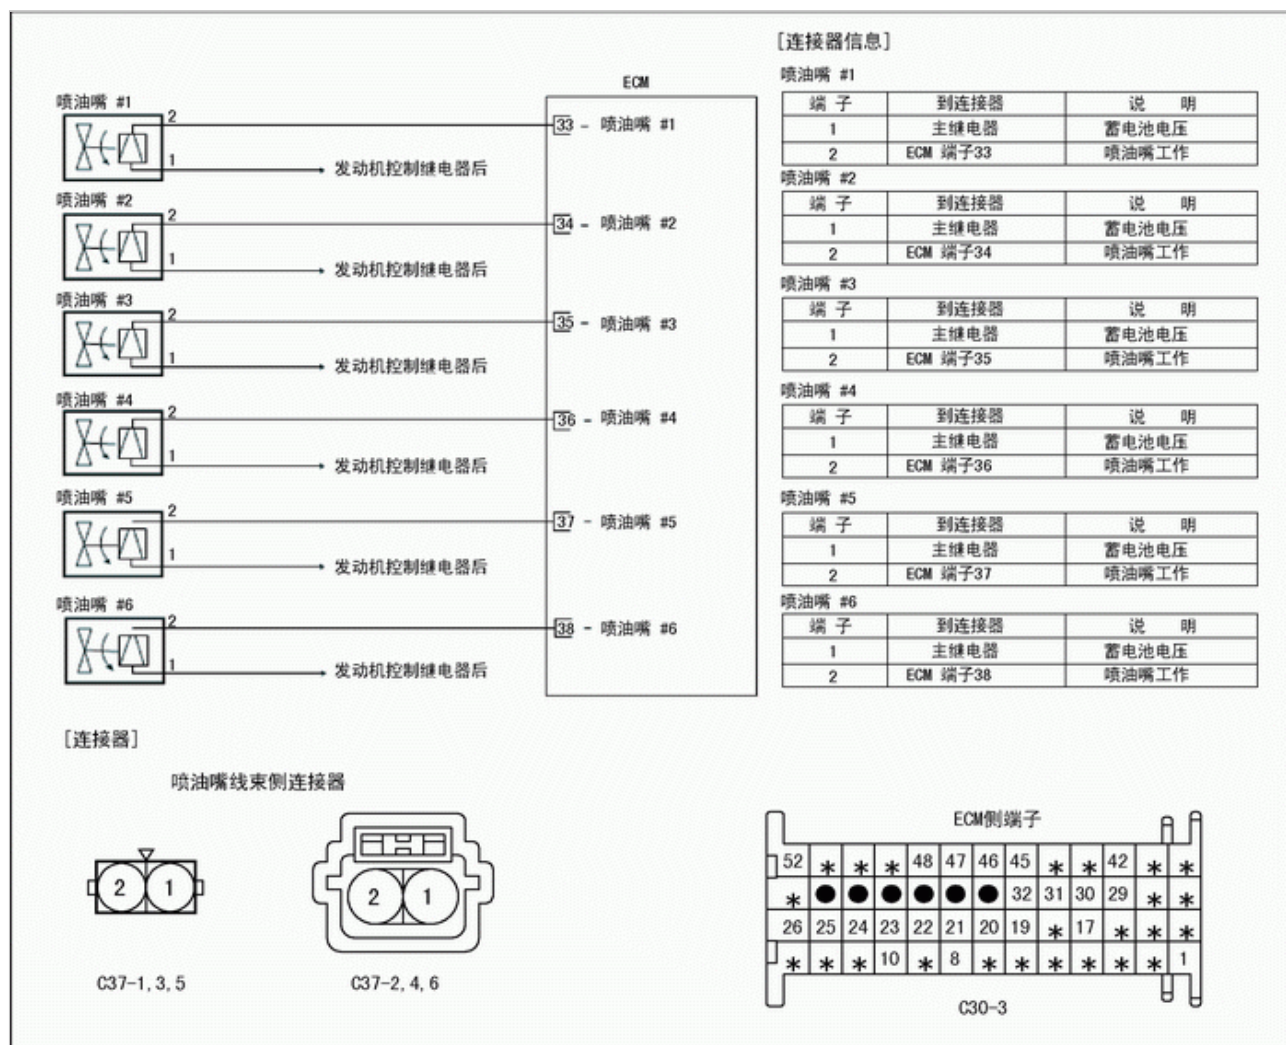 [连接器信息]
ECM
喷油嘴 #1
2
33 - 喷油嘴 #1
1
发动机控制继电器后
喷油嘴 #2
2
34 - 喷油嘴 #2
1
发动机控制继电器后
喷油嘴 #3
2
35 - 喷油嘴 #3
1
发动机控制继电器后
喷油嘴 #4
2
36 - 喷油嘴 #4
1
发动机控制继电器后
喷油嘴 #5
2
37 - 喷油嘴 #5
1
发动机控制继电器后
喷油嘴 #6
2
38 - 喷油嘴 #6
1
发动机控制继电器后
喷油嘴 #1
端 子 到连接器 说 明
1 主继电器 蓄电池电压
2 ECM 端子33 喷油嘴工作
喷油嘴 #2
端 子 到连接器 说 明
1 主继电器 蓄电池电压
2 ECM 端子34 喷油嘴工作
喷油嘴 #3
端 子 到连接器 说 明
1 主继电器 蓄电池电压
2 ECM 端子35 喷油嘴工作
喷油嘴 #4
端 子 到连接器 说 明
1 主继电器 蓄电池电压
2 ECM 端子36 喷油嘴工作
喷油嘴 #5
端 子 到连接器 说 明
1 主继电器 蓄电池电压
2 ECM 端子37 喷油嘴工作
喷油嘴 #6
端 子 到连接器 说 明
1 主继电器 蓄电池电压
2 ECM 端子38 喷油嘴工作
[连接器]
喷油嘴线束侧连接器
2 1
C37-1,3,5
2 1
C37-2,4,6
ECM侧端子
52 * * * 48 47 46 45 * * 42 * *
* ● ● ● ● ● ● 32 31 30 29 * *
26 25 24 23 22 21 20 19 * 17 * * *
* * * 10 * 8 * * * * * * 1
C30-3